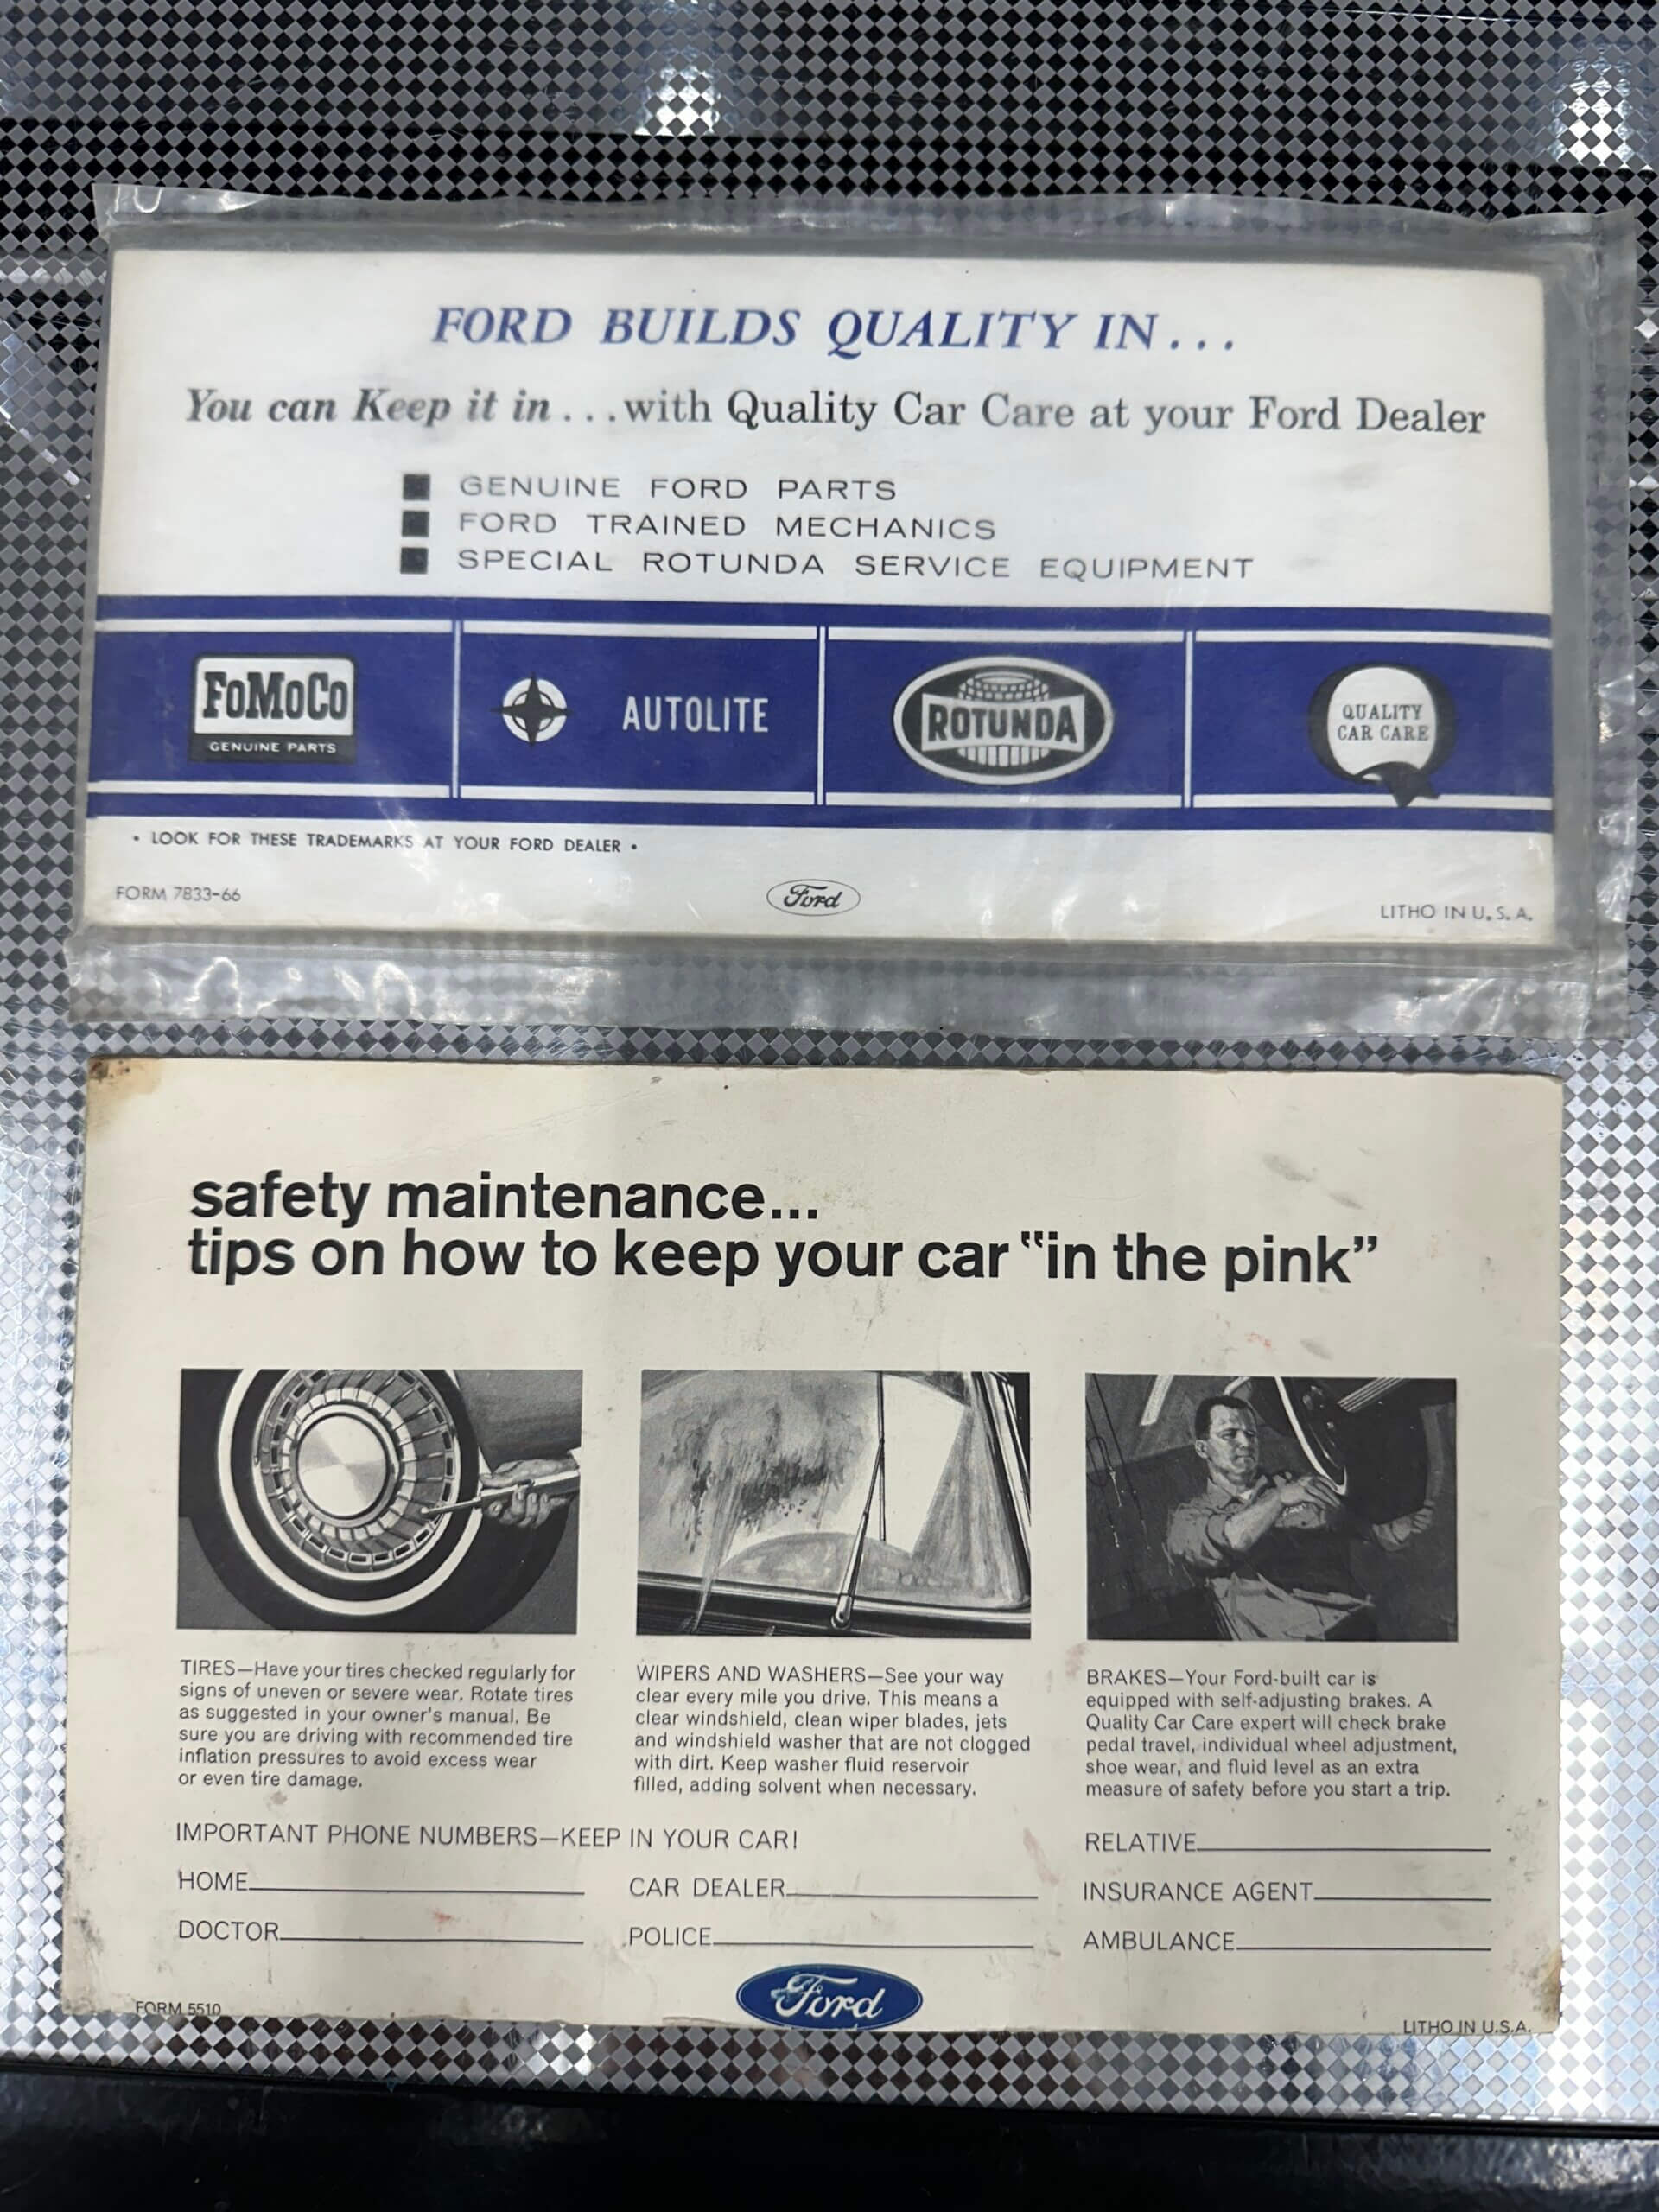 FORD BUILDS QUALITY IN...
You can Keep it in...with Quality Car Care at your Ford Dealer
GENUINE FORD PARTS
FORD TRAINED MECHANICS
SPECIAL ROTUNDA SERVICE EQUIPMENT
FoMoCo
GENUINE PARTS
AUTOLITE
ROTUNDA
QUALITY
CAR CARE
• LOOK FOR THESE TRADEMARKS AT YOUR FORD DEALER •
FORM 7833-66
Ford
LITHO IN U.S.A.
safety maintenance...
tips on how to keep your car "in the pink"
TIRES—Have your tires checked regularly for
signs of uneven or severe wear. Rotate tires
as suggested in your owner's manual. Be
sure you are driving with recommended tire
inflation pressures to avoid excess wear
or even tire damage.
WIPERS AND WASHERS—See your way
clear every mile you drive. This means a
clear windshield, clean wiper blades, jets
and windshield washer that are not clogged
with dirt. Keep washer fluid reservoir
filled, adding solvent when necessary.
BRAKES—Your Ford-built car is
equipped with self-adjusting brakes. A
Quality Car Care expert will check brake
pedal travel, individual wheel adjustment,
shoe wear, and fluid level as an extra
measure of safety before you start a trip.
IMPORTANT PHONE NUMBERS—KEEP IN YOUR CAR!
RELATIVE
HOME
CAR DEALER
INSURANCE AGENT
DOCTOR
POLICE
AMBULANCE
FORM 5510
Ford
LITHO IN U.S.A.